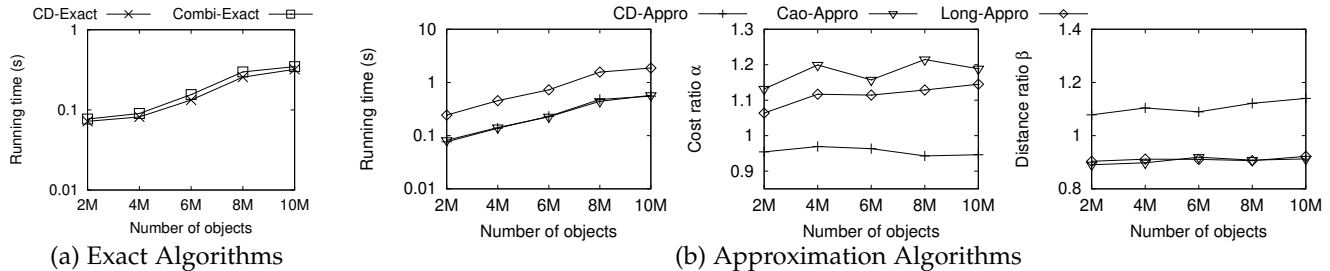 CD-Exact Combi-Exact
Running time (s)
1
0.1
0.01
2M 4M 6M 8M 10M
Number of objects
(a) Exact Algorithms
CD-Appro Cao-Appro Long-Appro
Running time (s)
10
1
0.1
0.01
2M 4M 6M 8M 10M
Number of objects
Cost ratio α
1.3
1.2
1.1
1
0.9
2M 4M 6M 8M 10M
Number of objects
Distance ratio β
1.4
1.2
1
0.8
2M 4M 6M 8M 10M
Number of objects
(b) Approximation Algorithms